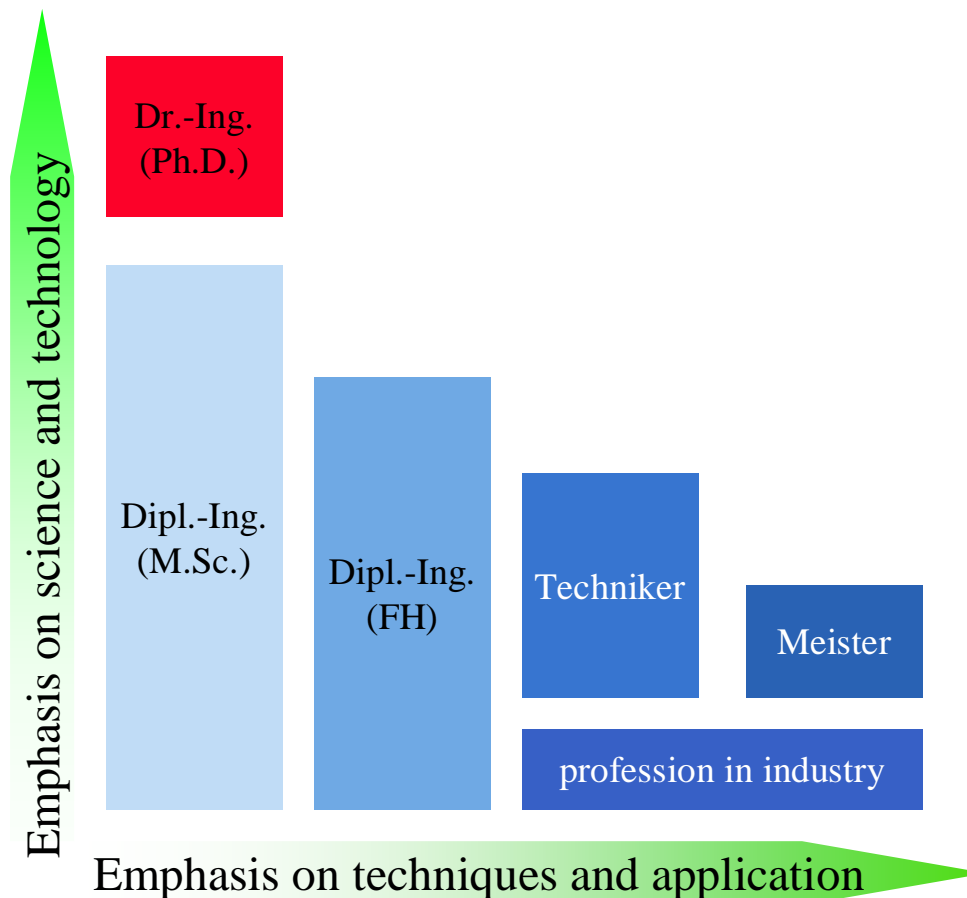 Emphasis on science and technology
Dr.-Ing.
(Ph.D.)
Dipl.-Ing.
(M.Sc.)
Dipl.-Ing.
(FH)
Techniker
Meister
profession in industry
Emphasis on techniques and application